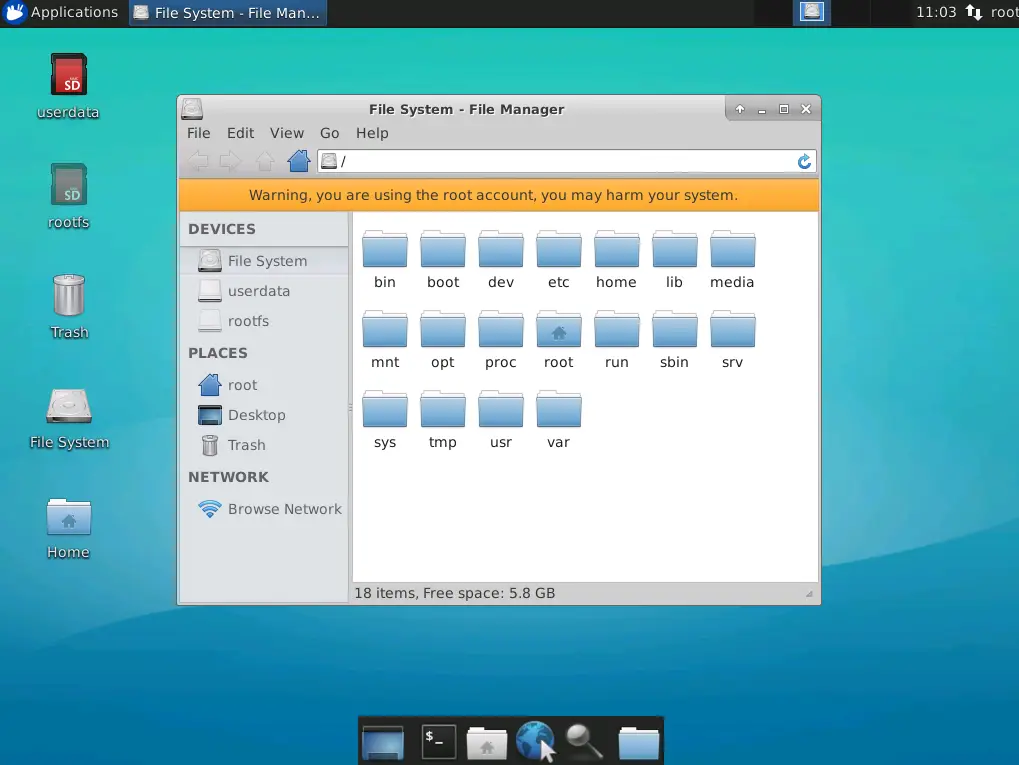 Applications
File System - File Man...
11:03
root
userdata
rootfs
Trash
File System
Home
File System - File Manager
File Edit View Go Help
/
Warning, you are using the root account, you may harm your system.
DEVICES
File System
userdata
rootfs
PLACES
root
Desktop
Trash
NETWORK
Browse Network
bin boot dev etc home lib media
mnt opt proc root run sbin srv
sys tmp usr var
18 items, Free space: 5.8 GB
SD
SD
$_